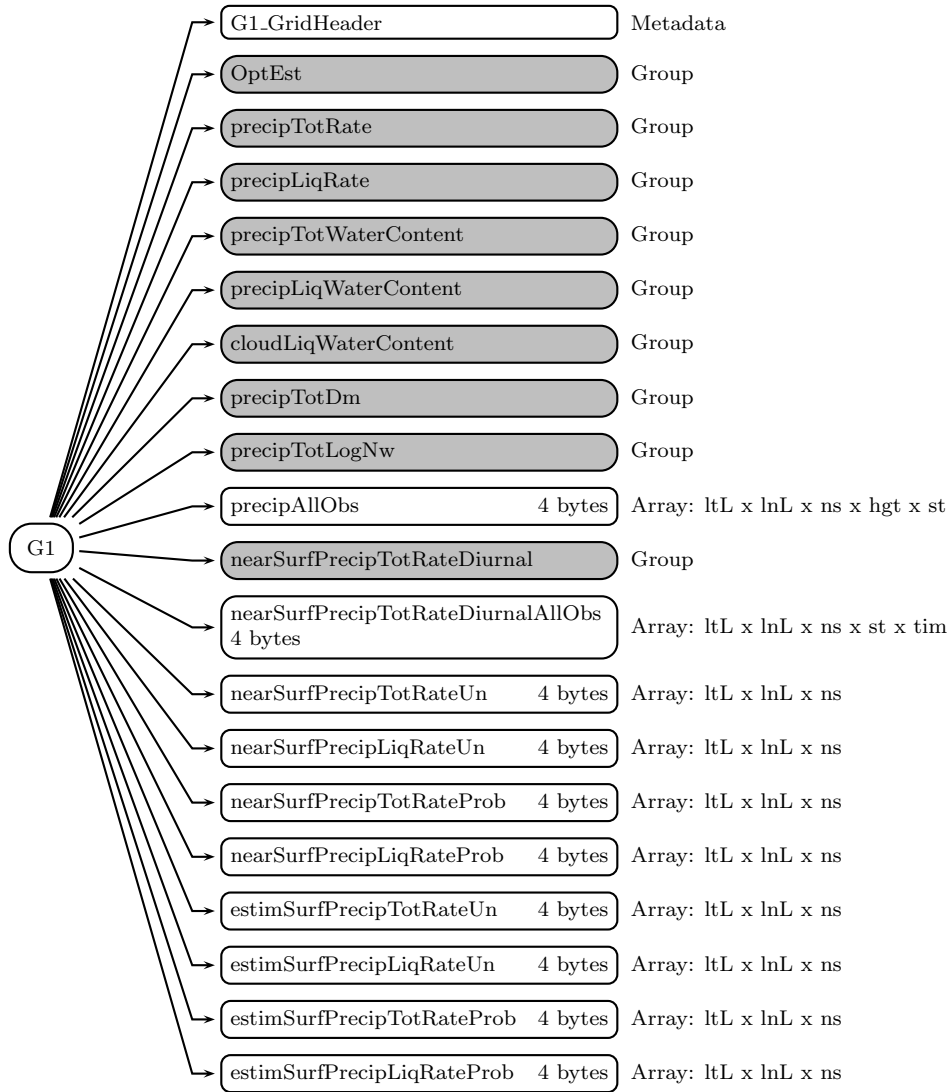 G1_GridHeader Metadata
OptEst Group
precipTotRate Group
precipLiqRate Group
precipTotWaterContent Group
precipLiqWaterContent Group
cloudLiqWaterContent Group
precipTotDm Group
precipTotLogNw Group
precipAllObs 4 bytes Array: ltL x lnL x ns x hgt x st
G1
nearSurfPrecipTotRateDiurnal Group
nearSurfPrecipTotRateDiurnalAllObs
4 bytes
Array: ltL x lnL x ns x st x tim
nearSurfPrecipTotRateUn 4 bytes Array: ltL x lnL x ns
nearSurfPrecipLiqRateUn 4 bytes Array: ltL x lnL x ns
nearSurfPrecipTotRateProb 4 bytes Array: ltL x lnL x ns
nearSurfPrecipLiqRateProb 4 bytes Array: ltL x lnL x ns
estimSurfPrecipTotRateUn 4 bytes Array: ltL x lnL x ns
estimSurfPrecipLiqRateUn 4 bytes Array: ltL x lnL x ns
estimSurfPrecipTotRateProb 4 bytes Array: ltL x lnL x ns
estimSurfPrecipLiqRateProb 4 bytes Array: ltL x lnL x ns